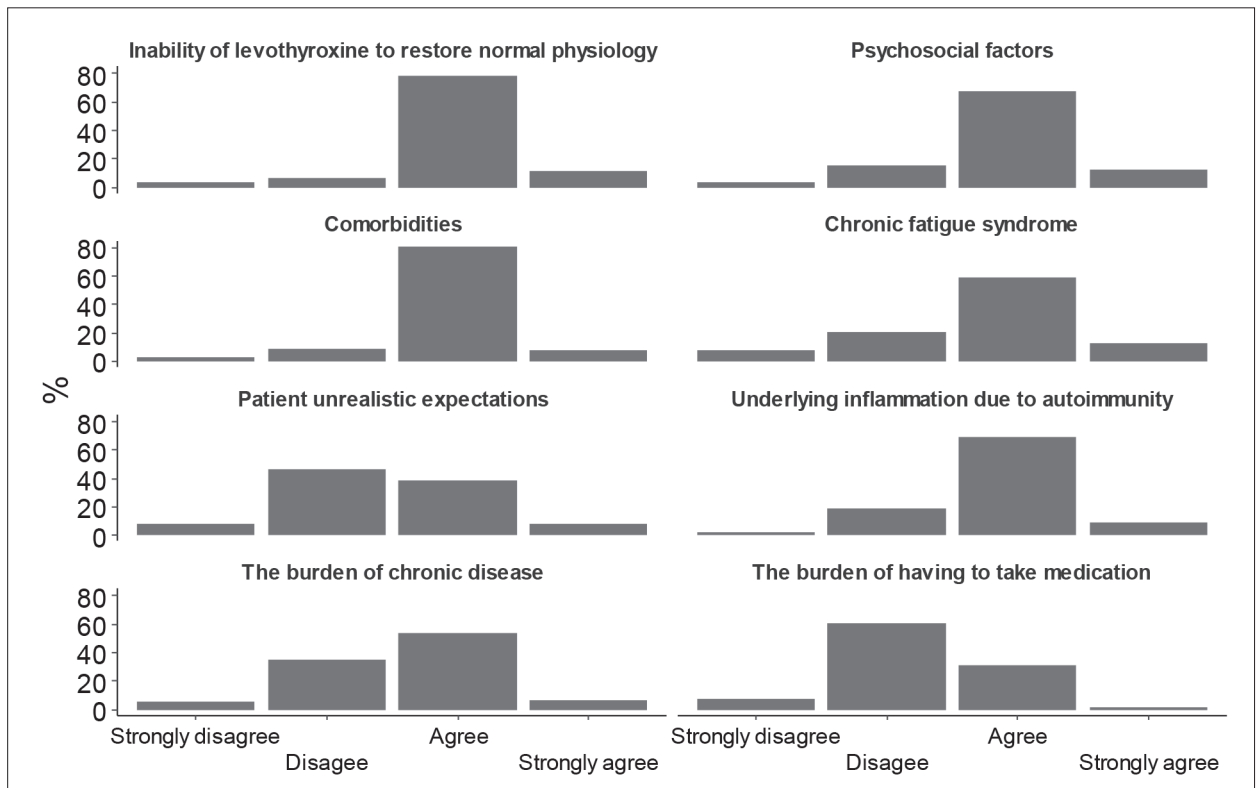 Inability of levothyroxine to restore normal physiology
Psychosocial factors
80
60
40
20
0
Comorbidities
Chronic fatigue syndrome
80
60
40
20
0
%
Patient unrealistic expectations
Underlying inflammation due to autoimmunity
80
60
40
20
0
The burden of chronic disease
The burden of having to take medication
80
60
40
20
0
Strongly disagree
Disagee
Agree
Strongly agree
Strongly disagree
Disagree
Agree
Strongly agree